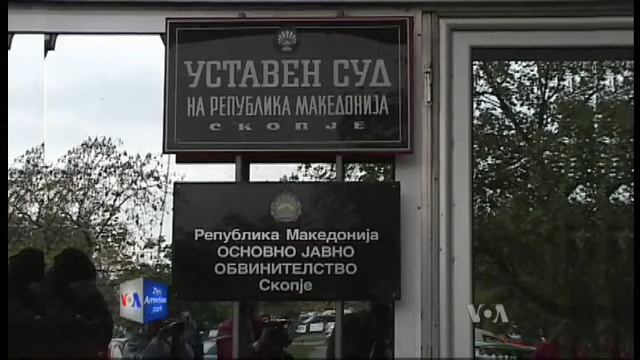 УСТАВЕН СУД
НА РЕПУБЛИКА МАКЕДОНИЈА
СКОПЈЕ
Република Македонија
ОСНОВНО ЈАВНО
ОБВИНИТЕЛСТВО
Скопје
VOA
VOA